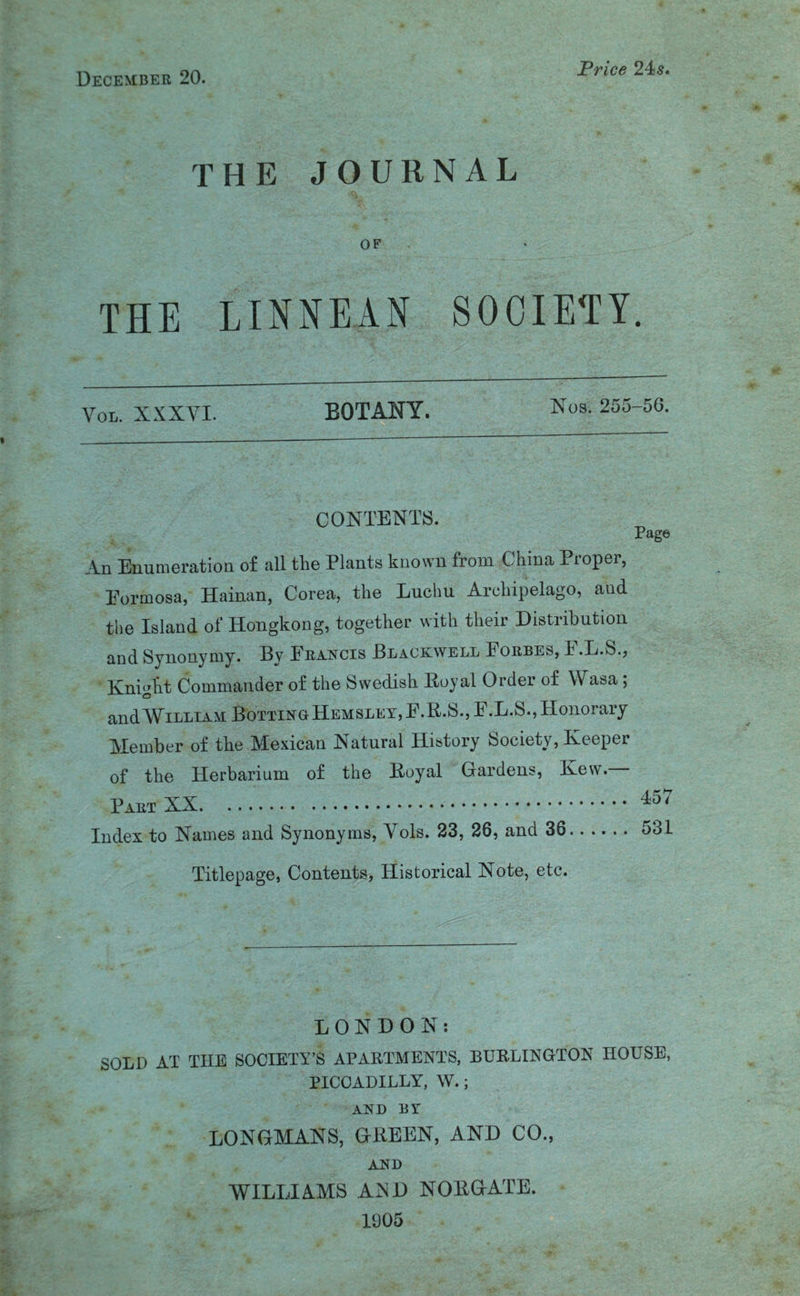 DECEMBER 20.
Price 24s.
THE JOURNAL
OF
THE LINNEAN SOCIETY.
VOL. XXXVI.
BOTANY.
Nos. 255–56.
CONTENTS.
Page
An Enumeration of all the Plants known from China Proper,
Formosa, Hainan, Corea, the Luchu Archipelago, and
the Island of Hongkong, together with their Distribution
and Synonymy. By FRANCIS BLACKWELL FORBES, F.L.S.,
Knight Commander of the Swedish Royal Order of Wasa;
and WILLIAM BOTTING HEMSLEY, F.R.S., F.L.S., Honorary
Member of the Mexican Natural History Society, Keeper
of the Herbarium of the Royal Gardens, Kew.—
PART XX. ........................................ 457
Index to Names and Synonyms, Vols. 23, 26, and 36...... 531
Titlepage, Contents, Historical Note, etc.
LONDON:
SOLD AT THE SOCIETY'S APARTMENTS, BURLINGTON HOUSE,
PICCADILLY, W.;
AND BY
LONGMANS, GREEN, AND CO.,
AND
WILLIAMS AND NORGATE.
1905